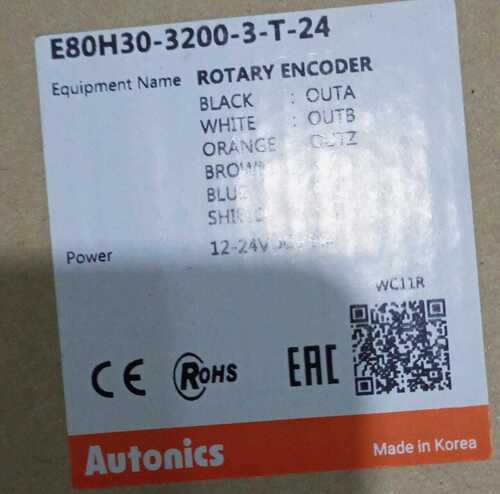 E80H30-3200-3-T-24
Equipment Name ROTARY ENCODER
BLACK : OUTA
WHITE : OUTB
ORANGE OUTZ
BLUE
Power 12-24V
WC11R
CE RoHS EAC
Autonics Made in Korea